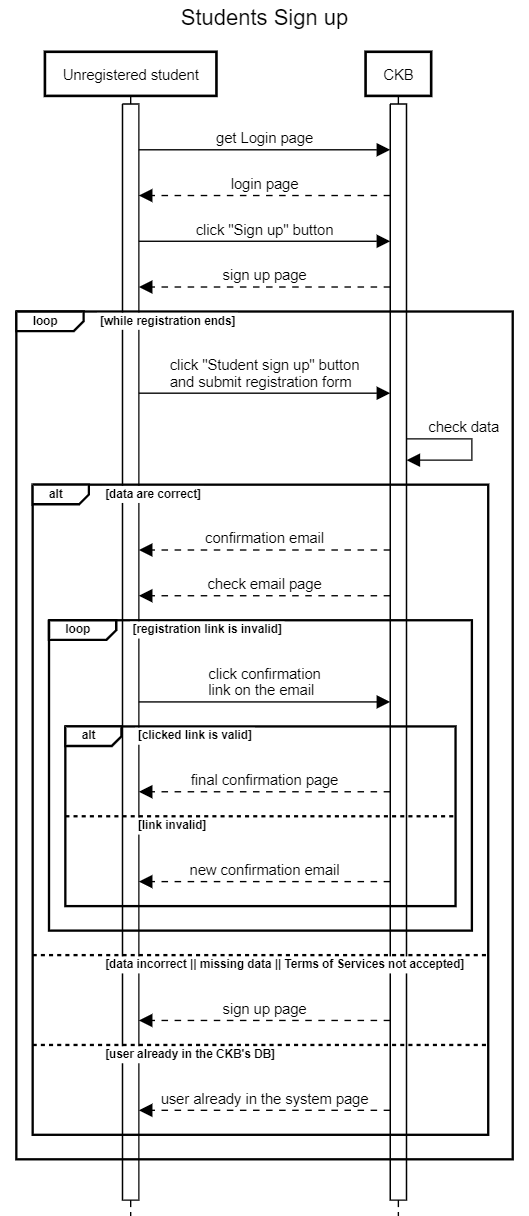 Students Sign up
Unregistered student
CKB
get Login page
login page
click "Sign up" button
sign up page
loop
[while registration ends]
click "Student sign up" button
and submit registration form
check data
alt
[data are correct]
confirmation email
check email page
loop
[registration link is invalid]
click confirmation
link on the email
alt
[clicked link is valid]
final confirmation page
[link invalid]
new confirmation email
[data incorrect || missing data || Terms of Services not accepted]
sign up page
[user already in the CKB's DB]
user already in the system page